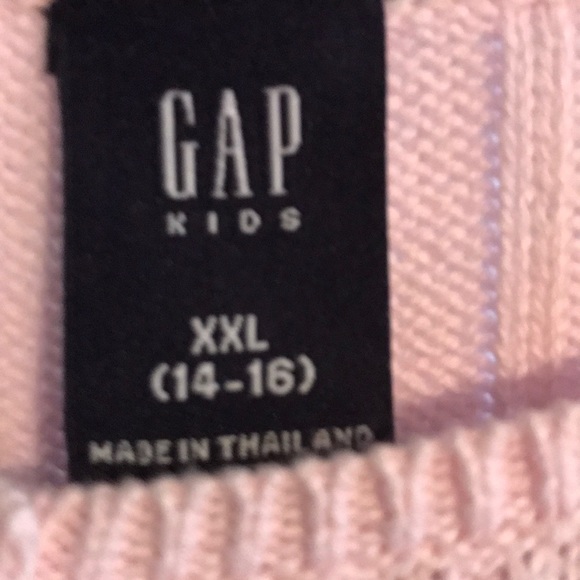 GAP
KIDS
XXL
(14-16)
MADE IN THAILAND